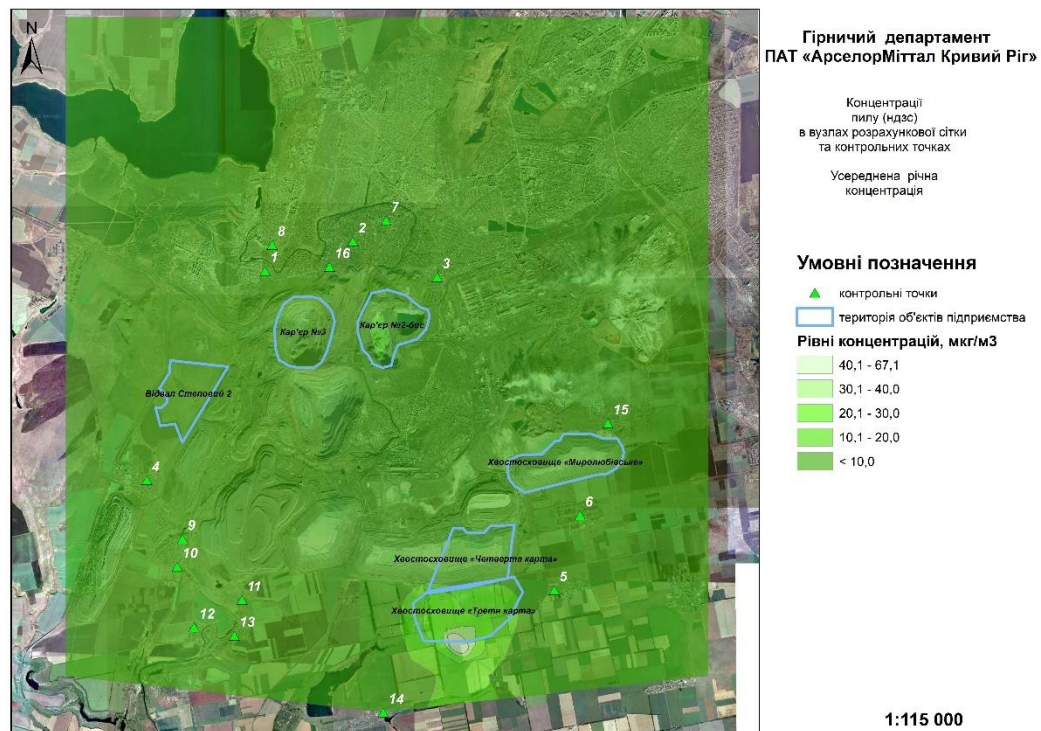 Гірничий департамент
ПАТ «АрселорМіттал Кривий Ріг»
Концентрації
пилу (ндзс)
в вузлах розрахункової сітки
та контрольних точках
Усереднена річна
концентрація
Умовні позначення
контрольні точки
територія об'єктів підприємства
Рівні концентрацій, мкг/м3
40,1 - 67,1
30,1 - 40,0
20,1 - 30,0
10,1 - 20,0
< 10,0
1:115 000
N
7
8
2
1
16
3
Кар'єр №3
Кар'єр №2-біс
Відвал Степовий 2
15
Хвостосховище «Миролюбівське»
4
6
9
Хвостосховище «Четверта карта»
10
5
11
Хвостосховище «Третя карта»
12
13
14